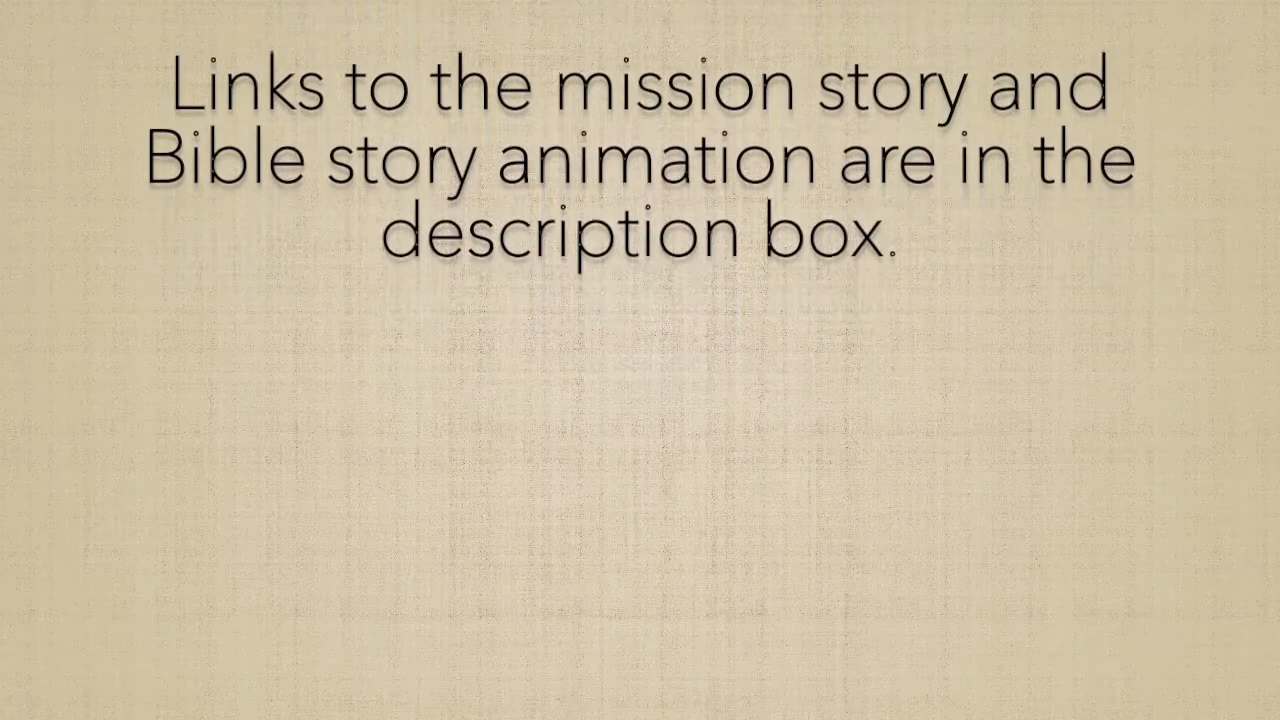 Links to the mission story and
Bible story animation are in the
description box.